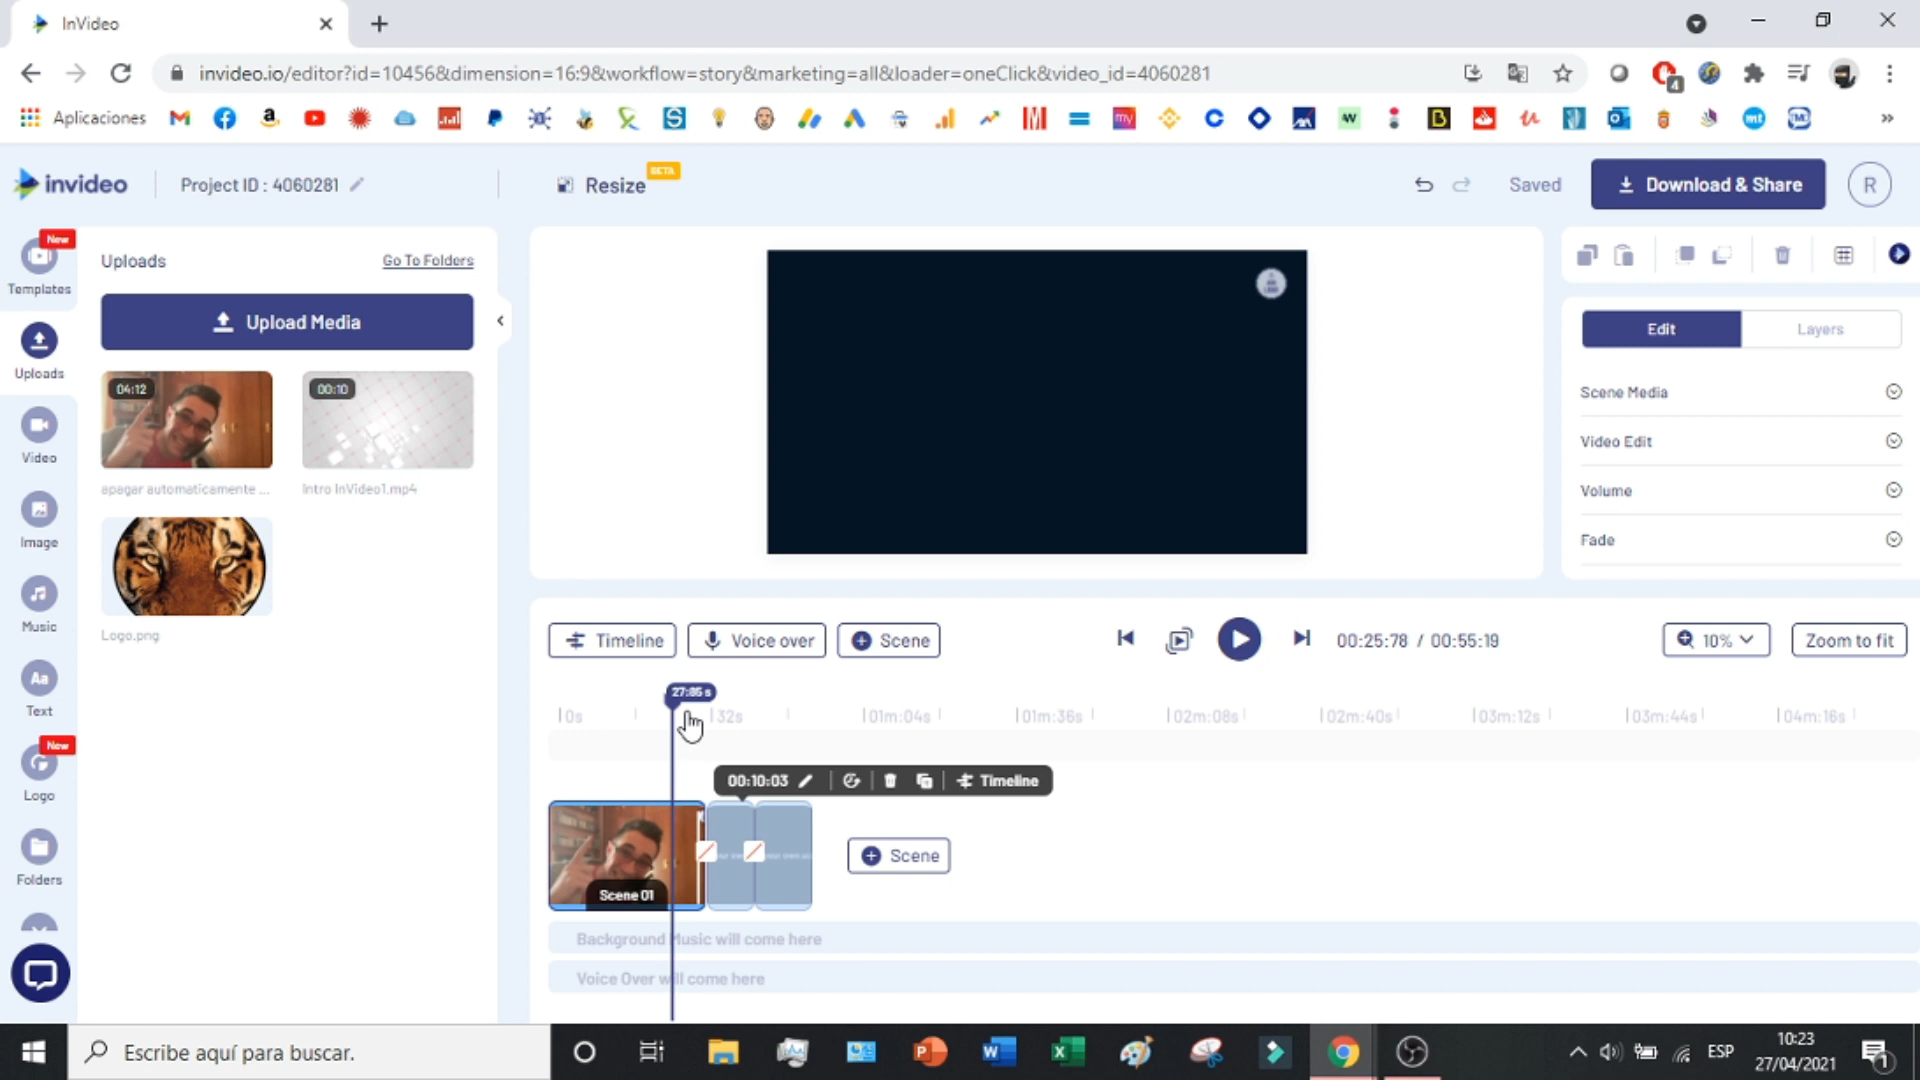 InVideo
invideo.io/editor?id=10456&dimension=16:9&workflow=story&marketing=all&loader=oneClick&video_id=4060281
4
Aplicaciones
my
invideo
Project ID : 4060281
Resize
BETA
Saved
Download & Share
R
New
Templates
Uploads
Video
Image
Music
Aa
Text
New
Logo
Folders
Uploads
Go To Folders
Upload Media
04:12
00:10
apagar automaticamente ...
Intro InVideo1.mp4
Logo.png
Edit
Layers
Scene Media
Video Edit
Volume
Fade
Timeline
Voice over
Scene
00:25:78 / 00:55:19
10%
Zoom to fit
27:85 s
0s
32s
01m:04s
01m:36s
02m:08s
02m:40s
03m:12s
03m:44s
04m:16s
00:10:03
Timeline
Scene 01
Scene
Background Music will come here
Voice Over will come here
Escribe aquí para buscar.
ESP
10:23
27/04/2021
1